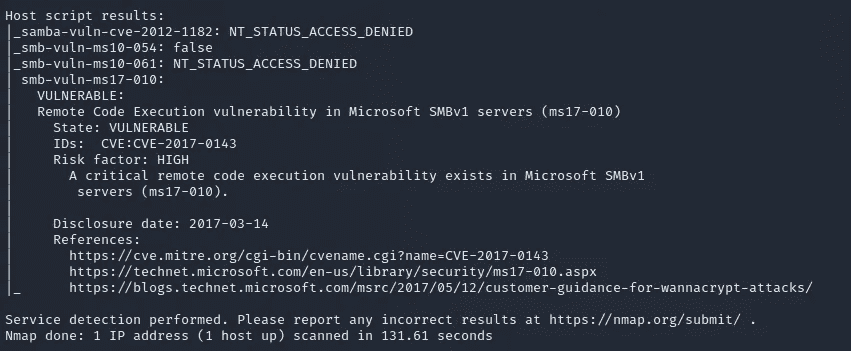 Host script results:
|_samba-vuln-cve-2012-1182: NT_STATUS_ACCESS_DENIED
|_smb-vuln-ms10-054: false
|_smb-vuln-ms10-061: NT_STATUS_ACCESS_DENIED
| smb-vuln-ms17-010:
|   VULNERABLE:
|   Remote Code Execution vulnerability in Microsoft SMBv1 servers (ms17-010)
|     State: VULNERABLE
|     IDs:  CVE:CVE-2017-0143
|     Risk factor: HIGH
|       A critical remote code execution vulnerability exists in Microsoft SMBv1
|        servers (ms17-010).
|
|     Disclosure date: 2017-03-14
|     References:
|       https://cve.mitre.org/cgi-bin/cvename.cgi?name=CVE-2017-0143
|       https://technet.microsoft.com/en-us/library/security/ms17-010.aspx
|_      https://blogs.technet.microsoft.com/msrc/2017/05/12/customer-guidance-for-wannacrypt-attacks/

Service detection performed. Please report any incorrect results at https://nmap.org/submit/ .
Nmap done: 1 IP address (1 host up) scanned in 131.61 seconds